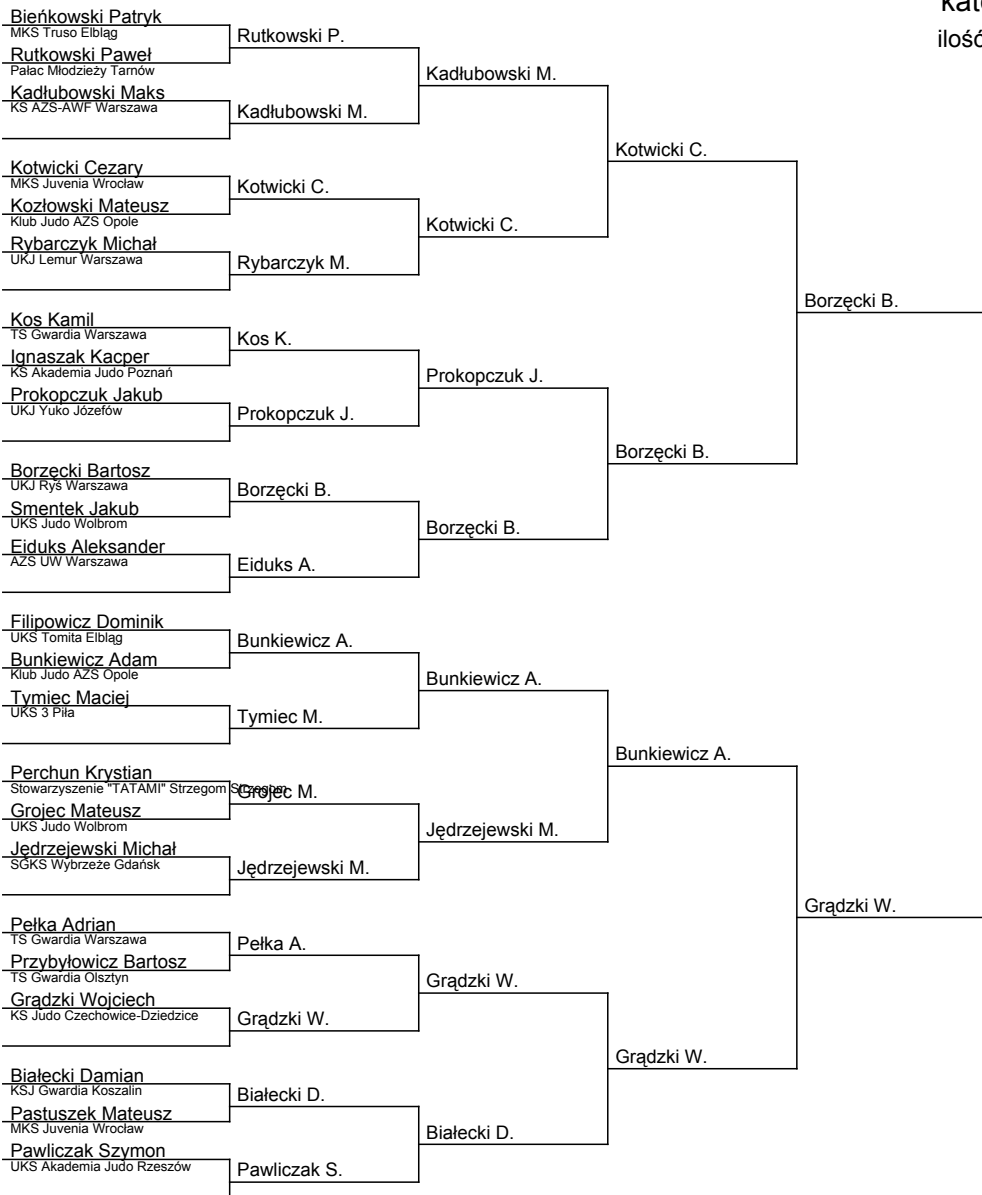 kate
ilość
Bieńkowski Patryk
MKS Truso Elbląg
Rutkowski Paweł
Pałac Młodzieży Tarnów
Kadłubowski Maks
KS AZS-AWF Warszawa
Kotwicki Cezary
MKS Juvenia Wrocław
Kozłowski Mateusz
Klub Judo AZS Opole
Rybarczyk Michał
UKJ Lemur Warszawa
Kos Kamil
TS Gwardia Warszawa
Ignaszak Kacper
KS Akademia Judo Poznań
Prokopczuk Jakub
UKJ Yuko Józefów
Borzęcki Bartosz
UKJ Ryś Warszawa
Smentek Jakub
UKS Judo Wolbrom
Eiduks Aleksander
AZS UW Warszawa
Filipowicz Dominik
UKS Tomita Elbląg
Bunkiewicz Adam
Klub Judo AZS Opole
Tymiec Maciej
UKS 3 Piła
Perchun Krystian
Stowarzyszenie "TATAMI" Strzegom Strzegom
Grojec Mateusz
UKS Judo Wolbrom
Jędrzejewski Michał
SGKS Wybrzeże Gdańsk
Pełka Adrian
TS Gwardia Warszawa
Przybyłowicz Bartosz
TS Gwardia Olsztyn
Grądzki Wojciech
KS Judo Czechowice-Dziedzice
Białecki Damian
KSJ Gwardia Koszalin
Pastuszek Mateusz
MKS Juvenia Wrocław
Pawliczak Szymon
UKS Akademia Judo Rzeszów
Rutkowski P.
Kadłubowski M.
Kotwicki C.
Rybarczyk M.
Kos K.
Prokopczuk J.
Borzęcki B.
Eiduks A.
Bunkiewicz A.
Tymiec M.
Grojec M.
Jędrzejewski M.
Pełka A.
Grądzki W.
Białecki D.
Pawliczak S.
Kadłubowski M.
Kotwicki C.
Prokopczuk J.
Borzęcki B.
Bunkiewicz A.
Jędrzejewski M.
Grądzki W.
Białecki D.
Kotwicki C.
Borzęcki B.
Bunkiewicz A.
Grądzki W.
Borzęcki B.
Grądzki W.